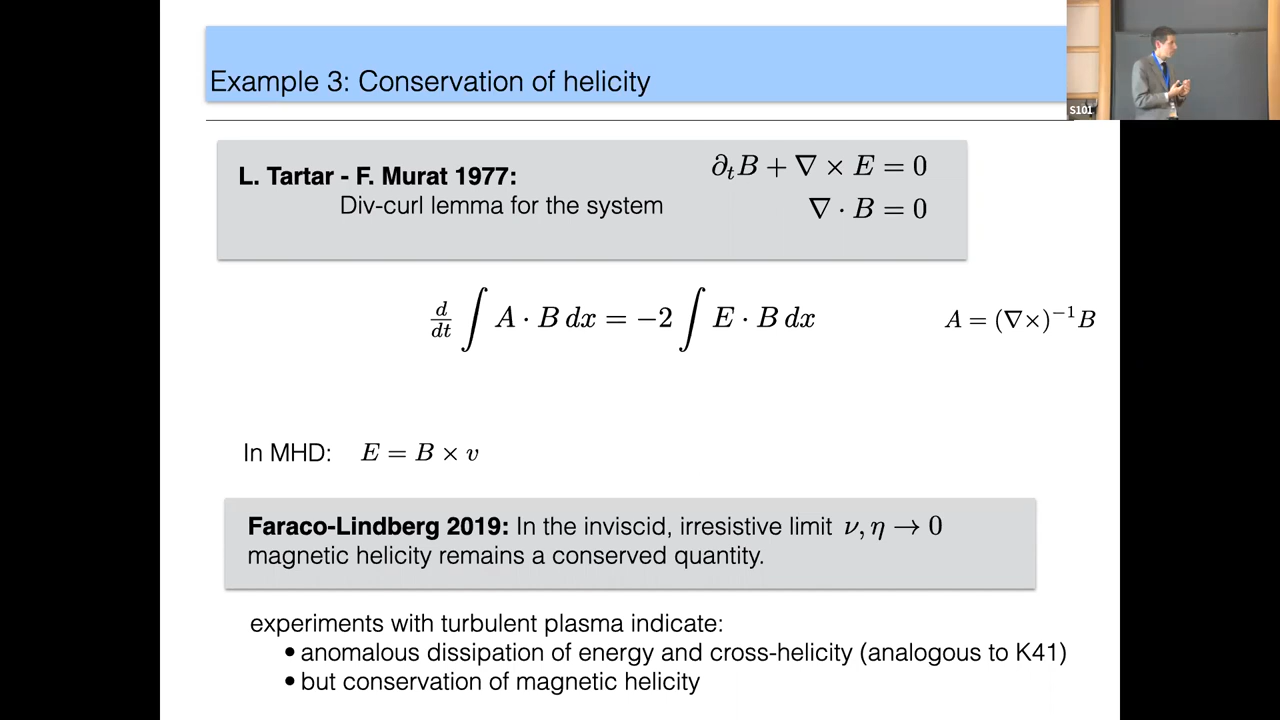 Example 3: Conservation of helicity
S101
L. Tartar - F. Murat 1977:
∂ₜB + ∇ × E = 0
Div-curl lemma for the system
∇ · B = 0
d/dt ∫ A · B dx = −2 ∫ E · B dx
A = (∇×)⁻¹B
In MHD: E = B × v
Faraco-Lindberg 2019: In the inviscid, irresistive limit ν, η → 0
magnetic helicity remains a conserved quantity.
experiments with turbulent plasma indicate:
• anomalous dissipation of energy and cross-helicity (analogous to K41)
• but conservation of magnetic helicity